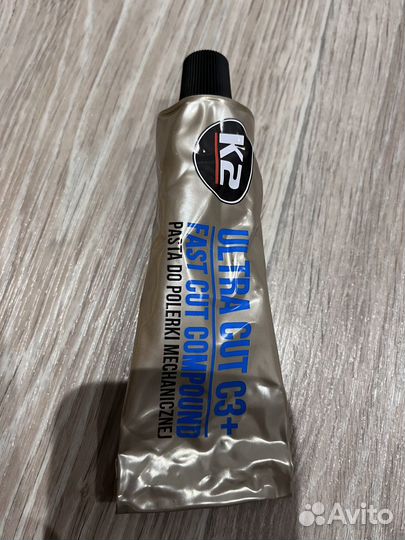 K2
ULTRA CUT C3+
FAST CUT COMPOUND
PASTA DO POLERKI MECHANICZNEJ
Avito